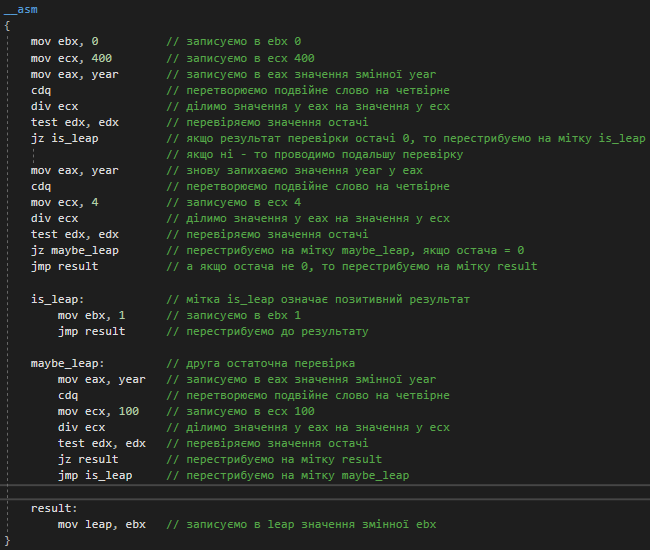 __asm
{
mov ebx, 0 // записуємо в ebx 0
mov ecx, 400 // записуємо в ecx 400
mov eax, year // записуємо в eax значення змінної year
cdq // перетворюємо подвійне слово на четвірне
div ecx // ділимо значення у eax на значення у ecx
test edx, edx // перевіряємо значення остачі
jz is_leap // якщо результат перевірки остачі 0, то перестрибуємо на мітку is_leap
// якщо ні - то проводимо подальшу перевірку
mov eax, year // знову запихаємо значення year у eax
cdq // перетворюємо подвійне слово на четвірне
mov ecx, 4 // записуємо в ecx 4
div ecx // ділимо значення у eax на значення у ecx
test edx, edx // перевіряємо значення остачі
jz maybe_leap // перестрибуємо на мітку maybe_leap, якщо остача = 0
jmp result // а якщо остача не 0, то перестрибуємо на мітку result
is_leap: // мітка is_leap означає позитивний результат
mov ebx, 1 // записуємо в ebx 1
jmp result // перестрибуємо до результату
maybe_leap: // друга остаточна перевірка
mov eax, year // записуємо в eax значення змінної year
cdq // перетворюємо подвійне слово на четвірне
mov ecx, 100 // записуємо в ecx 100
div ecx // ділимо значення у eax на значення у ecx
test edx, edx // перевіряємо значення остачі
jz result // перестрибуємо на мітку result
jmp is_leap // перестрибуємо на мітку maybe_leap
result:
mov leap, ebx // записуємо в leap значення змінної ebx
}